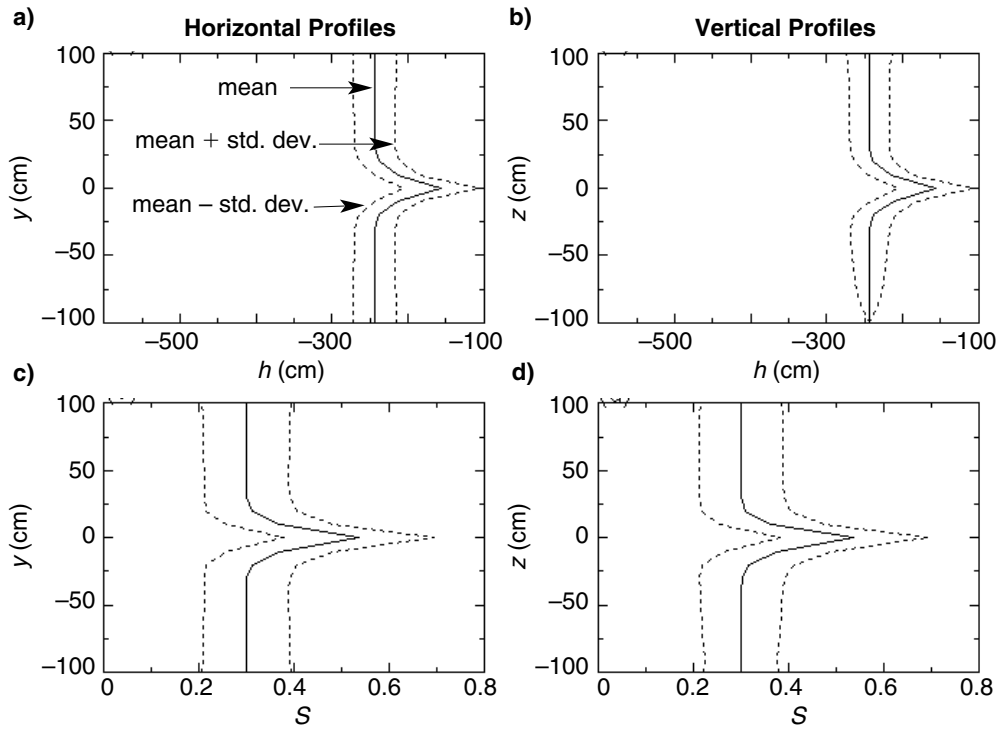 a)
Horizontal Profiles
100
50
0
−50
−100
y (cm)
mean
mean + std. dev.
mean − std. dev.
−500
−300
−100
h (cm)
b)
Vertical Profiles
100
50
0
−50
−100
z (cm)
−500
−300
−100
h (cm)
c)
100
50
0
−50
−100
y (cm)
0
0.2
0.4
0.6
0.8
S
d)
100
50
0
−50
−100
z (cm)
0
0.2
0.4
0.6
0.8
S